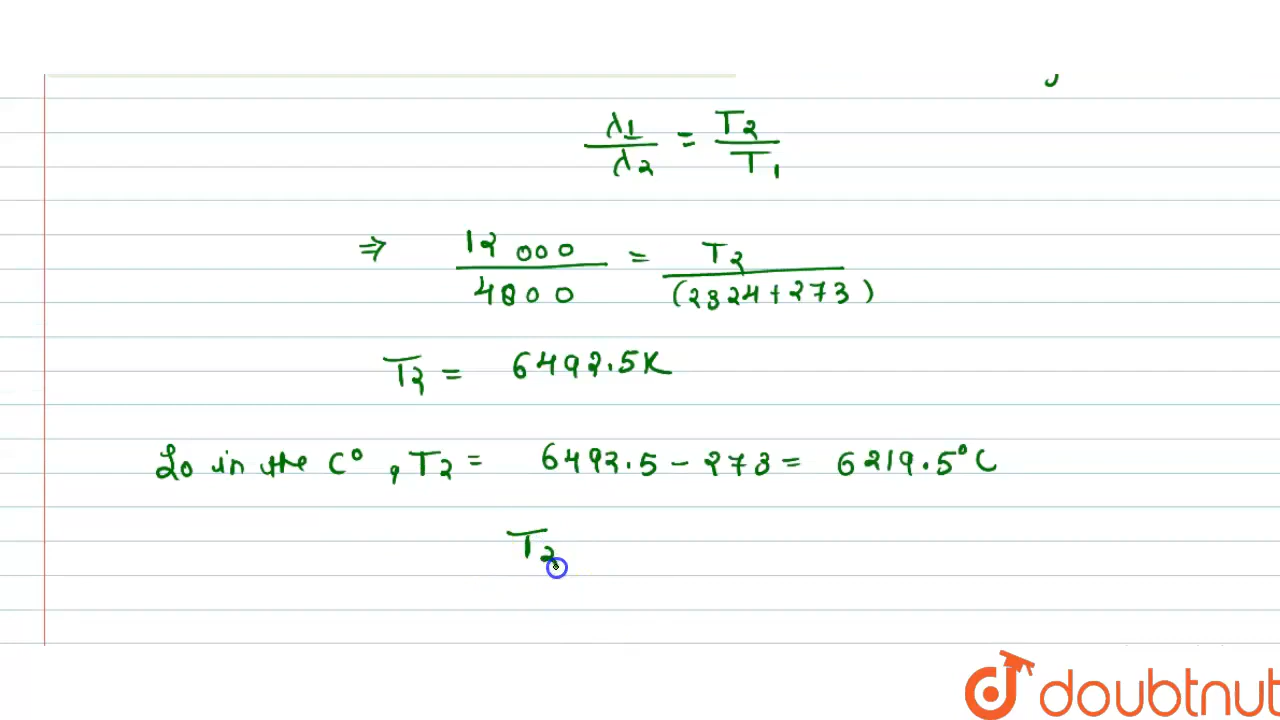 λ1/λ2 = T2/T1
⇒ 12000/4800 = T2/(2324+273)
T2 = 6492.5K
So in the C°, T2 = 6492.5 - 273 = 6219.5°C
T2
doubtnut